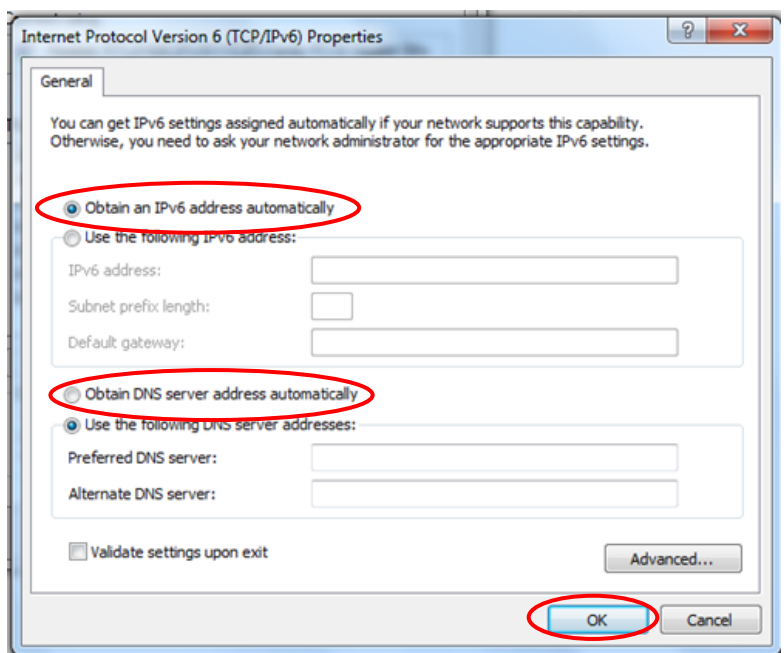 Internet Protocol Version 6 (TCP/IPv6) Properties
General
You can get IPv6 settings assigned automatically if your network supports this capability.
Otherwise, you need to ask your network administrator for the appropriate IPv6 settings.
Obtain an IPv6 address automatically
Use the following IPv6 address:
IPv6 address:
Subnet prefix length:
Default gateway:
Obtain DNS server address automatically
Use the following DNS server addresses:
Preferred DNS server:
Alternate DNS server:
Validate settings upon exit
Advanced...
OK
Cancel